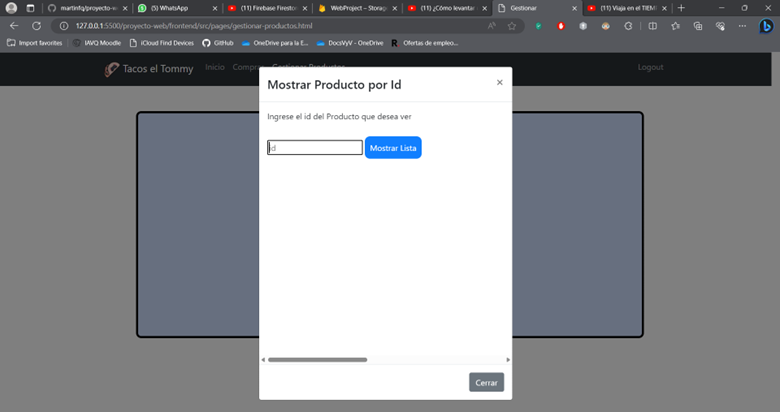 martinfq/proyecto-w
(5) WhatsApp
(11) Firebase Firesto
WebProject – Storag
(11) ¿Cómo levantar
Gestionar
(11) Viaja en el TIEM
127.0.0.1:5500/proyecto-web/frontend/src/pages/gestionar-productos.html
Import favorites
IAVQ Moodle
iCloud Find Devices
GitHub
OneDrive para la E...
DocsVyV - OneDrive
Ofertas de empleo...
Tacos el Tommy
Inicio
Compra
Gestionar Productos
Logout
Mostrar Producto por Id
×
Ingrese el id del Producto que desea ver
id
Mostrar Lista
Cerrar